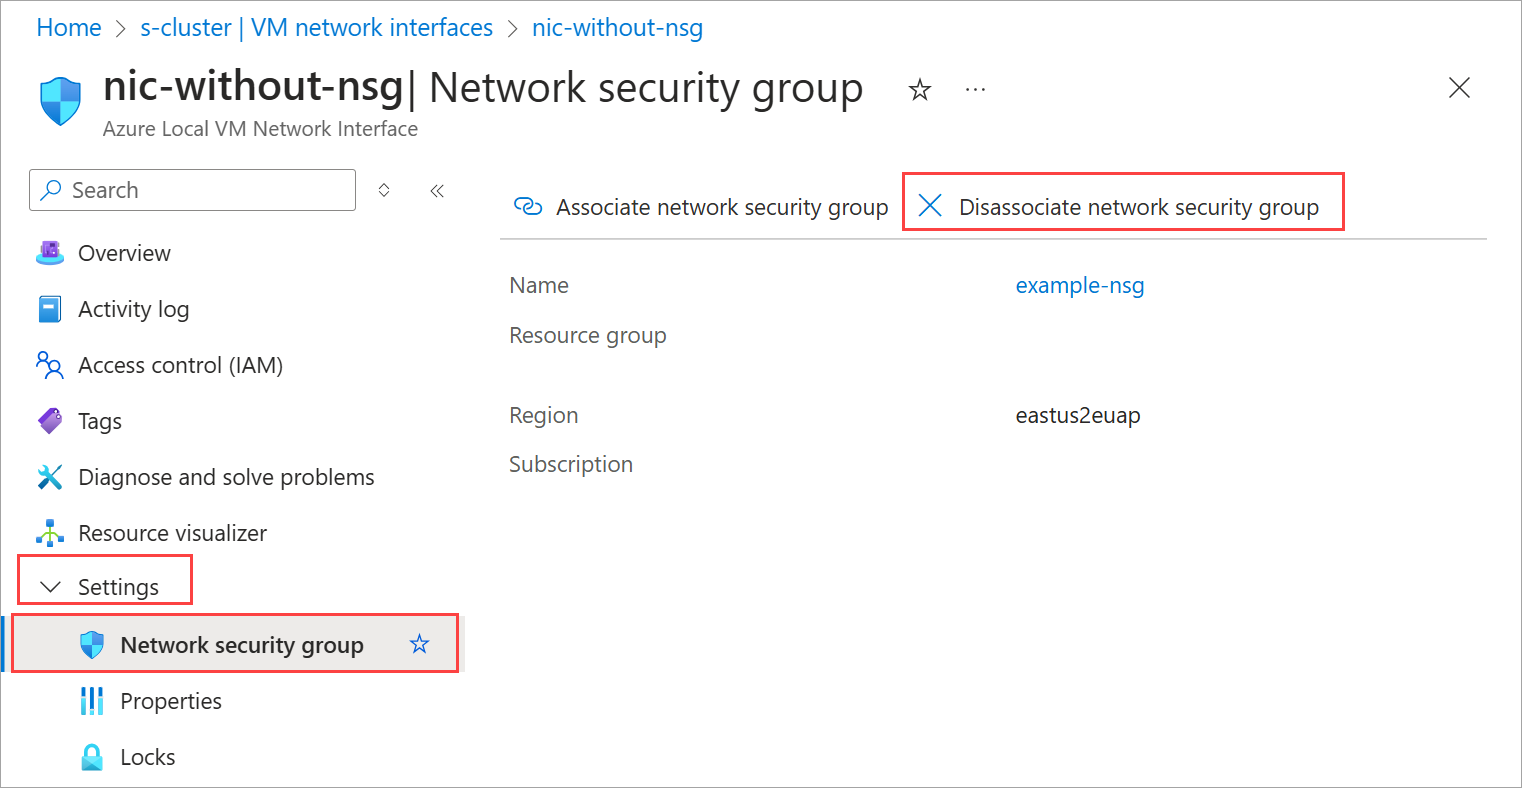 Home > s-cluster | VM network interfaces > nic-without-nsg
nic-without-nsg| Network security group
Azure Local VM Network Interface
Search
Associate network security group
Disassociate network security group
Overview
Activity log
Access control (IAM)
Tags
Diagnose and solve problems
Resource visualizer
Settings
Network security group
Properties
Locks
Name example-nsg
Resource group
Region eastus2euap
Subscription